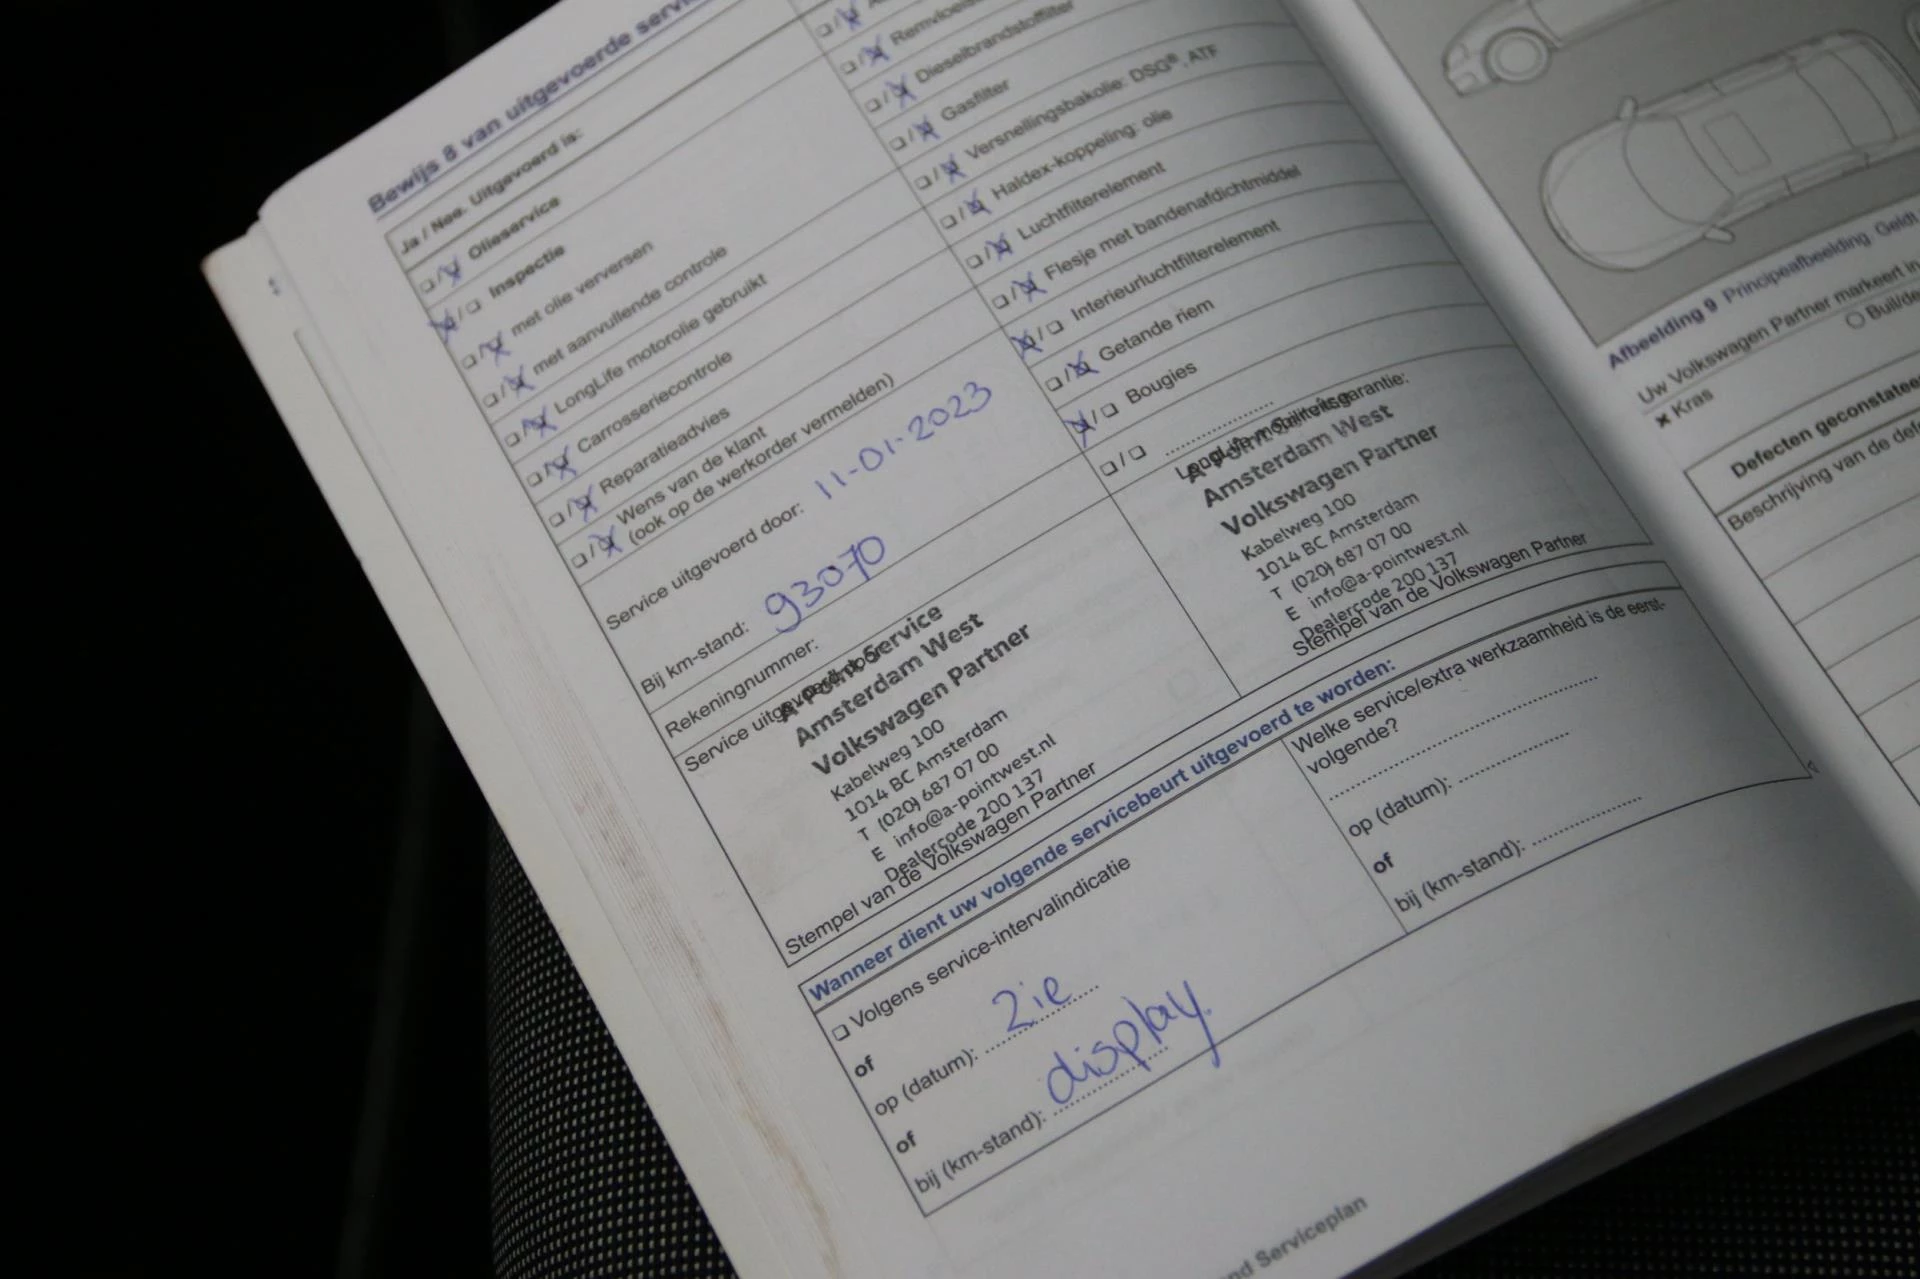 Bewijs 8 van uitgevoerde
Ja / Nee. Uitgevoerd is:
❑ / ❑ Olieservice
❑ / ❑ Inspectie
❑ / ❑ met olie verversen
❑ / ❑ met aanvullende controle
❑ / ❑ LongLife motorolie gebruikt
❑ / ❑ Carrosseriecontrole
❑ / ❑ Reparatieadvies
❑ / ❑ Wens van de klant
(ook op de werkorder vermelden)
Service uitgevoerd door: 11-01-2023
Bij km-stand: 93070
Rekeningnummer:
Service uitgevoerd door:
A-Point Service
Amsterdam West
Volkswagen Partner
Kabelweg 100
1014 BC Amsterdam
T (020) 687 07 00
E info@a-pointwest.nl
Dealercode 200 137
Stempel van de Volkswagen Partner
❑ / ❑ Dieselbrandstoffilter
❑ / ❑ Gasfilter
❑ / ❑ Versnellingsbakolie: DSG®, ATF
❑ / ❑ Haldex-koppeling: olie
❑ / ❑ Luchtfilterelement
❑ / ❑ Flesje met bandenafdichtmiddel
❑ / ❑ Interieurluchtfilterelement
❑ / ❑ Getande riem
❑ / ❑ Bougies
❑ / ❑ ....................
LongLife-mobiliteitsgarantie:
A-Point Service
Amsterdam West
Volkswagen Partner
Kabelweg 100
1014 BC Amsterdam
T (020) 687 07 00
E info@a-pointwest.nl
Dealercode 200 137
Stempel van de Volkswagen Partner
Wanneer dient uw volgende servicebeurt uitgevoerd te worden:
❑ Volgens service-intervalindicatie
of
op (datum): zie
of
bij (km-stand): display.
Welke service/extra werkzaamheid is de eerst-
volgende?
op (datum): ....................
of
bij (km-stand): ....................
Serviceplan
Afbeelding 9 Principeafbeelding. Geldt
Uw Volkswagen Partner markeert in
× Kras
Defecten geconstateer
Beschrijving van de